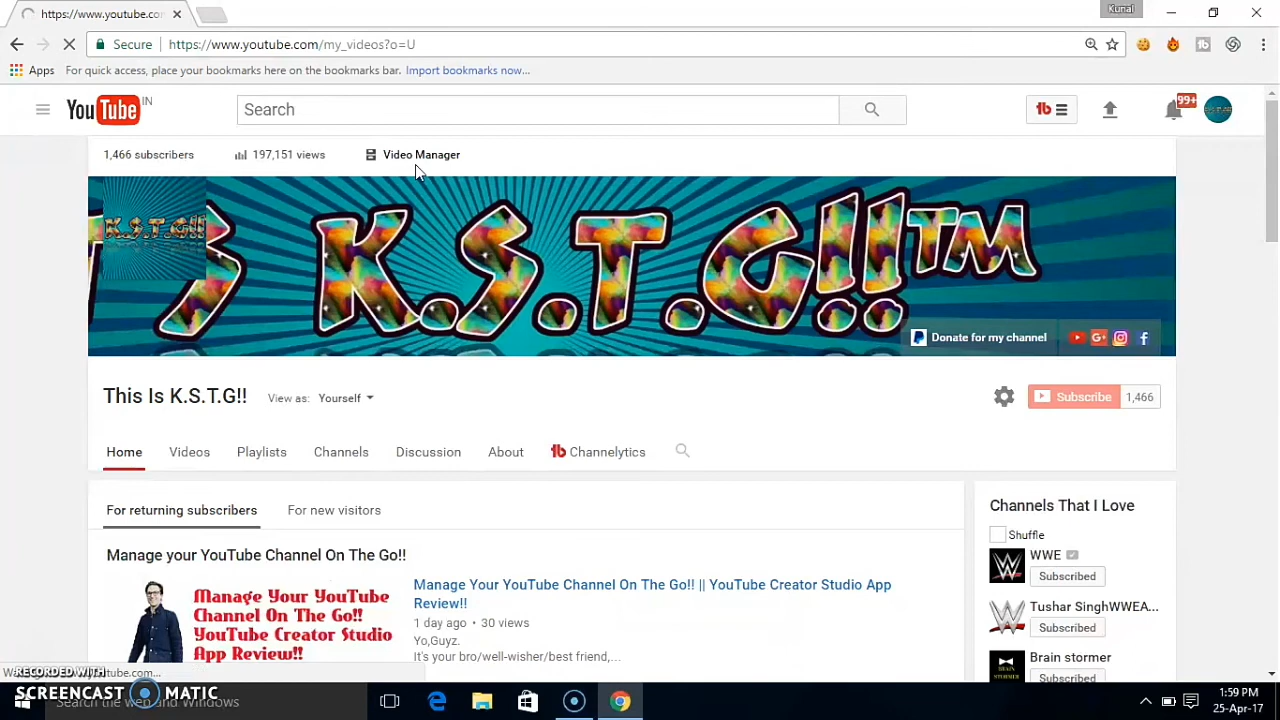 https://www.youtube.con
Kunal
Secure
https://www.youtube.com/my_videos?o=U
Apps
For quick access, place your bookmarks here on the bookmarks bar. Import bookmarks now...
YouTube IN
Search
99+
1,466 subscribers
197,151 views
Video Manager
K.S.T.G!!
S K.S.T.G!!TM
Donate for my channel
This Is K.S.T.G!!
View as: Yourself
Subscribe 1,466
Home
Videos
Playlists
Channels
Discussion
About
Channelytics
For returning subscribers
For new visitors
Manage your YouTube Channel On The Go!!
Manage Your YouTube
Channel On The Go!!
YouTube Creator Studio
App Review!!
Manage Your YouTube Channel On The Go!! || YouTube Creator Studio App
Review!!
1 day ago • 30 views
Yo,Guyz.
It's your bro/well-wisher/best friend,...
Channels That I Love
Shuffle
WWE
Subscribed
Tushar SinghWWEA...
Subscribed
Brain stormer
Subscribed
RECORDED WITH
SCREENCAST MATIC
Search the web and Windows
1:59 PM
25-Apr-17